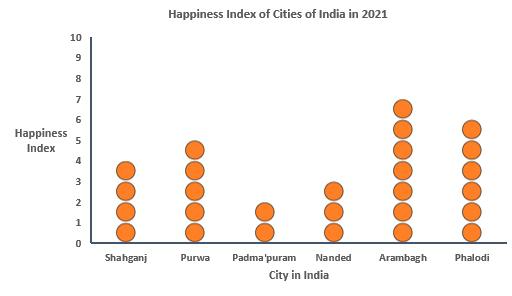 Happiness Index of Cities of India in 2021
10
9
8
7
6
5
4
3
2
1
0
Happiness
Index
Shahganj Purwa Padma'puram Nanded Arambagh Phalodi
City in India